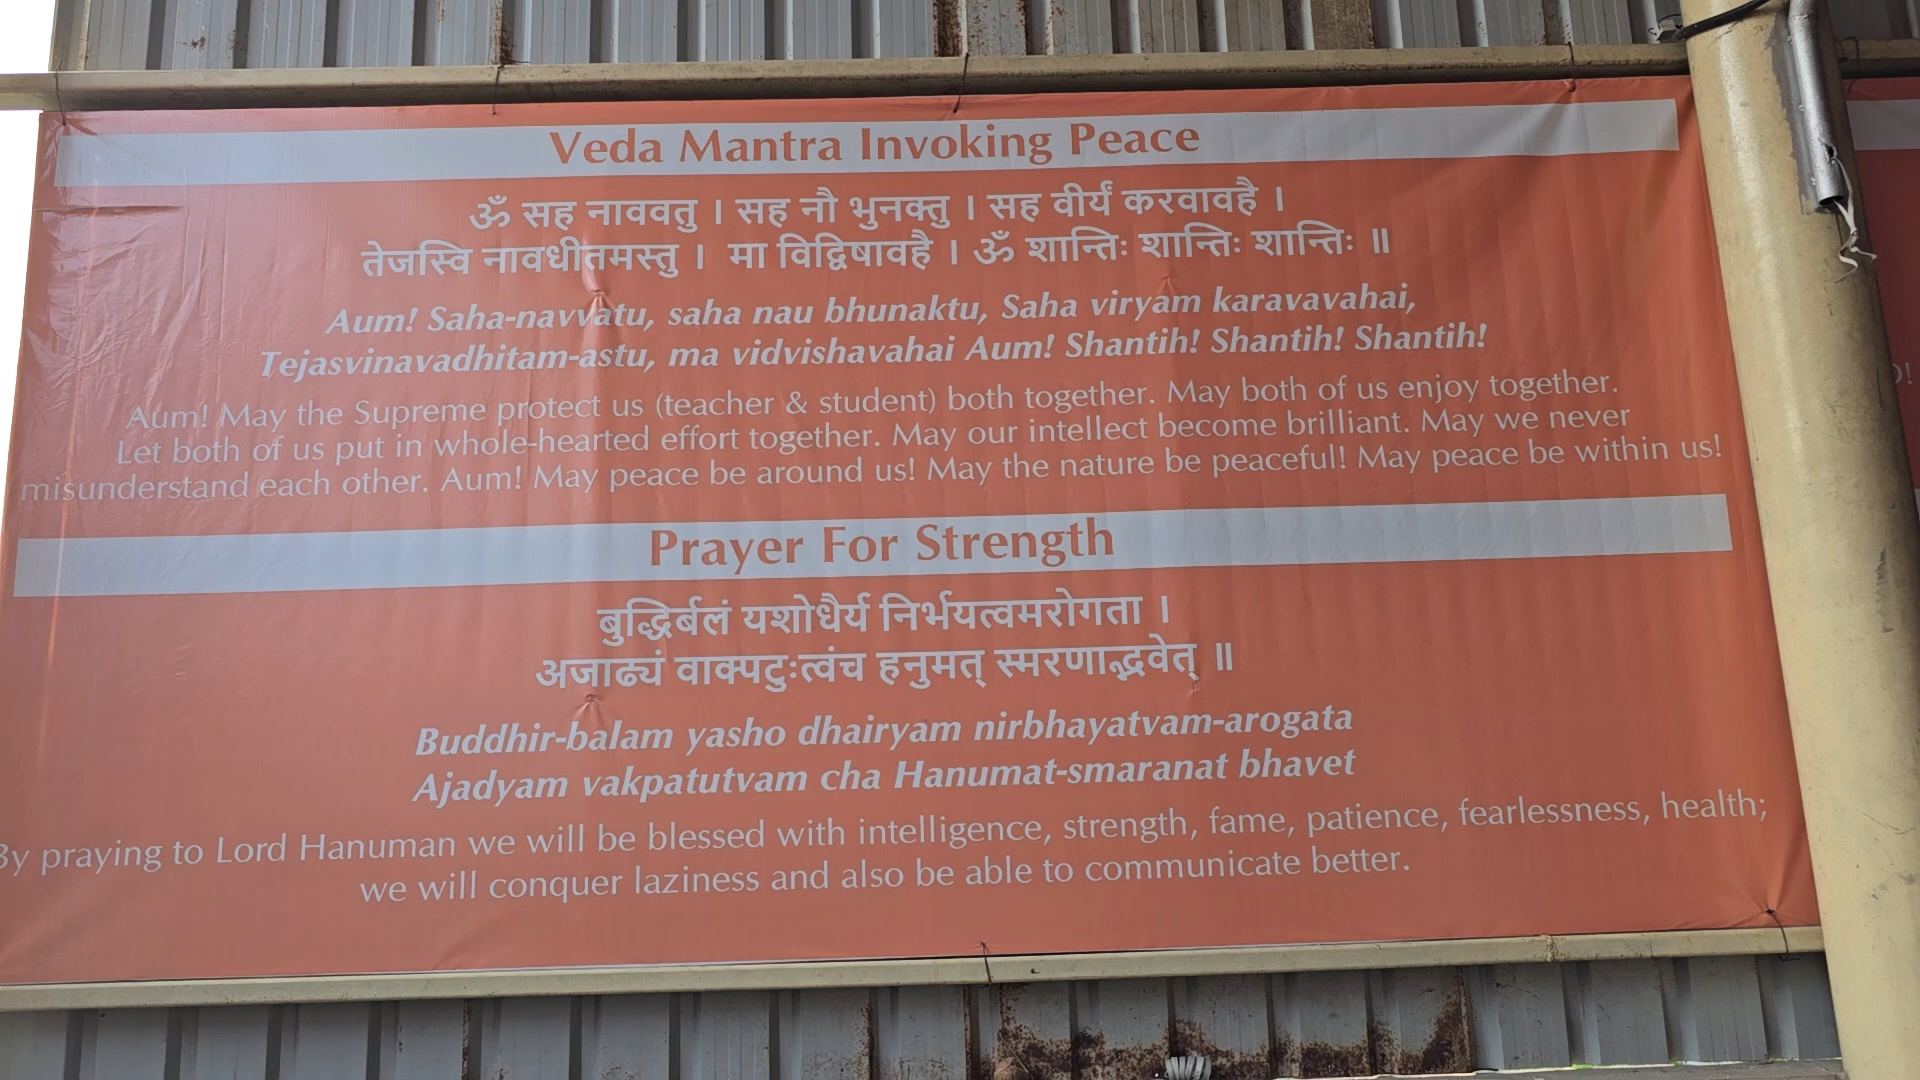 Veda Mantra Invoking Peace
ॐ सह नाववतु । सह नौ भुनक्तु । सह वीर्यं करवावहै ।
तेजस्वि नावधीतमस्तु । मा विद्विषावहै । ॐ शान्तिः शान्तिः शान्तिः ॥
Aum! Saha-navvatu, saha nau bhunaktu, Saha viryam karavavahai,
Tejasvinavadhitam-astu, ma vidvishavahai Aum! Shantih! Shantih! Shantih!
Aum! May the Supreme protect us (teacher & student) both together. May both of us enjoy together.
Let both of us put in whole-hearted effort together. May our intellect become brilliant. May we never
misunderstand each other. Aum! May peace be around us! May the nature be peaceful! May peace be within us!
Prayer For Strength
बुद्धिर्बलं यशोधैर्य निर्भयत्वमरोगता ।
अजाढ्यं वाक्पटुःत्वंच हनुमत् स्मरणाद्भवेत् ॥
Buddhir-balam yasho dhairyam nirbhayatvam-arogata
Ajadyam vakpatutvam cha Hanumat-smaranat bhavet
By praying to Lord Hanuman we will be blessed with intelligence, strength, fame, patience, fearlessness, health;
we will conquer laziness and also be able to communicate better.